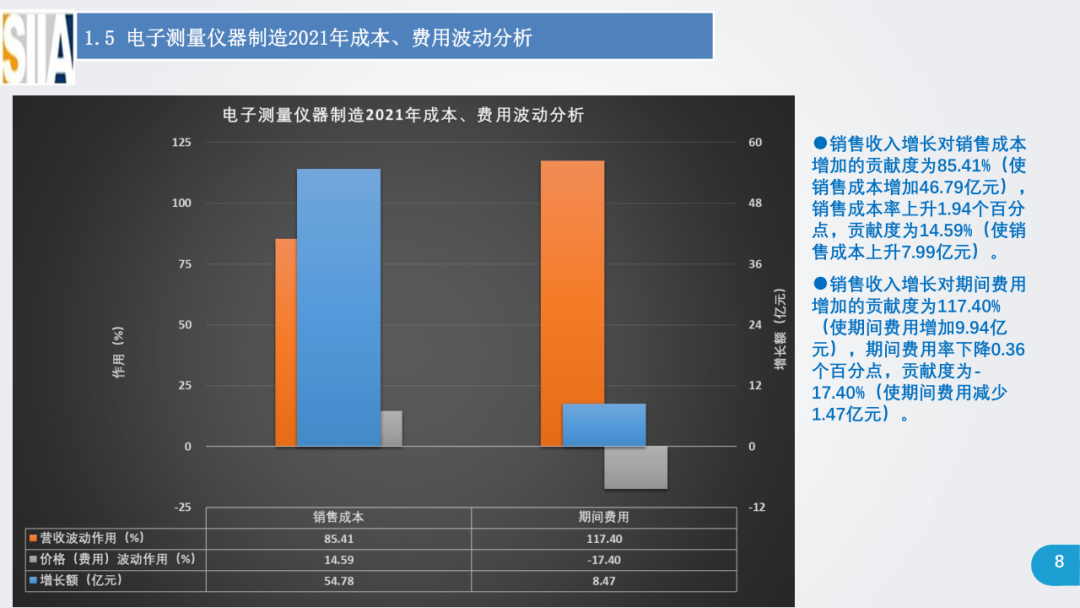 SIIA
1.5 电子测量仪器制造2021年成本、费用波动分析
电子测量仪器制造2021年成本、费用波动分析
125
100
75
50
25
0
-25
作用（%）
60
48
36
24
12
0
-12
增长额（亿元）
销售成本 期间费用
营收波动作用（%） 85.41 117.40
价格（费用）波动作用（%） 14.59 -17.40
增长额（亿元） 54.78 8.47
●销售收入增长对销售成本
增加的贡献度为85.41%（使
销售成本增加46.79亿元），
销售成本率上升1.94个百分
点，贡献度为14.59%（使销
售成本上升7.99亿元）。
●销售收入增长对期间费用
增加的贡献度为117.40%
（使期间费用增加9.94亿
元），期间费用率下降0.36
个百分点，贡献度为-
17.40%（使期间费用减少
1.47亿元）。
8